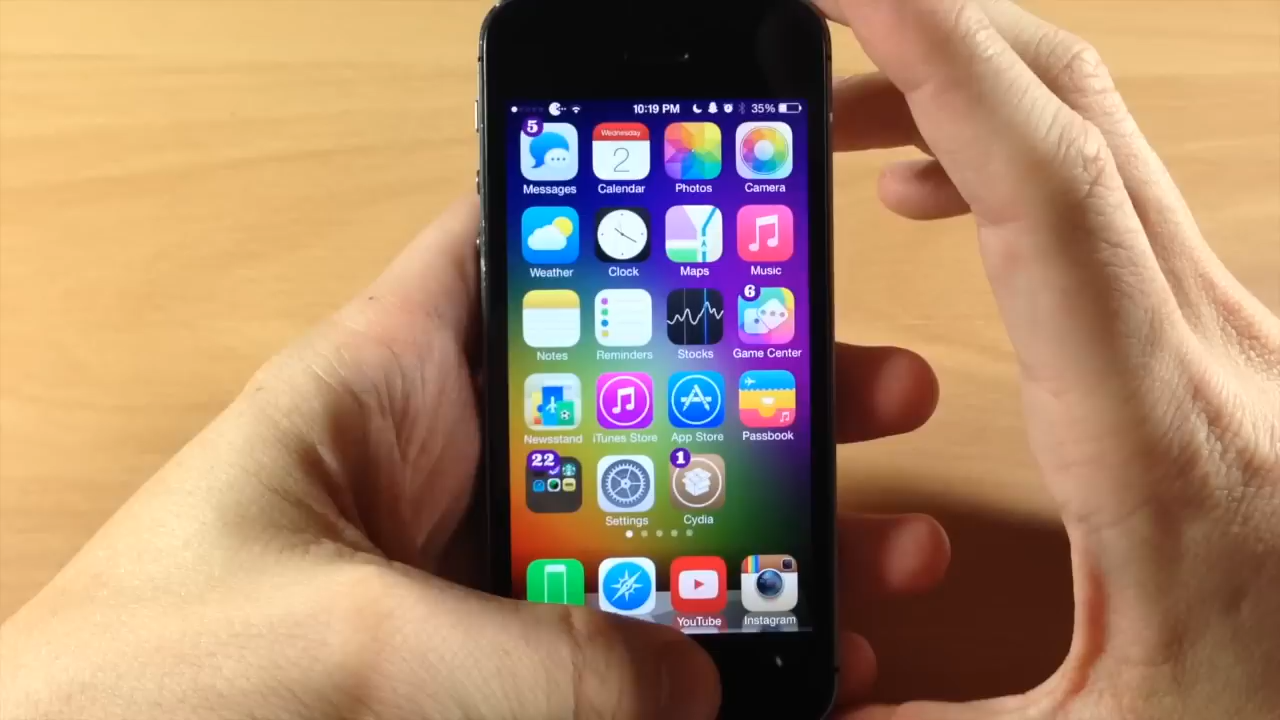 10:19 PM 35%
5
Wednesday
2
Messages Calendar Photos Camera
Weather Clock Maps Music
6
Notes Reminders Stocks Game Center
Newsstand iTunes Store App Store Passbook
22 1
Settings Cydia
YouTube Instagram